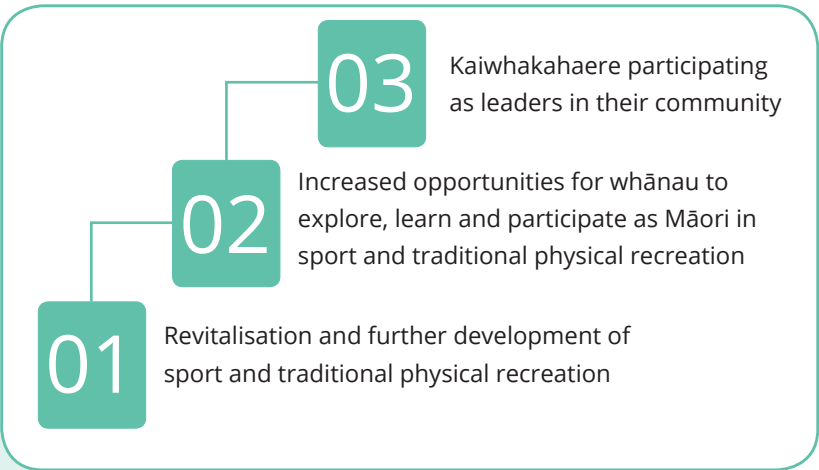 03
Kaiwhakahaere participating
as leaders in their community
02
Increased opportunities for whānau to
explore, learn and participate as Māori in
sport and traditional physical recreation
01
Revitalisation and further development of
sport and traditional physical recreation